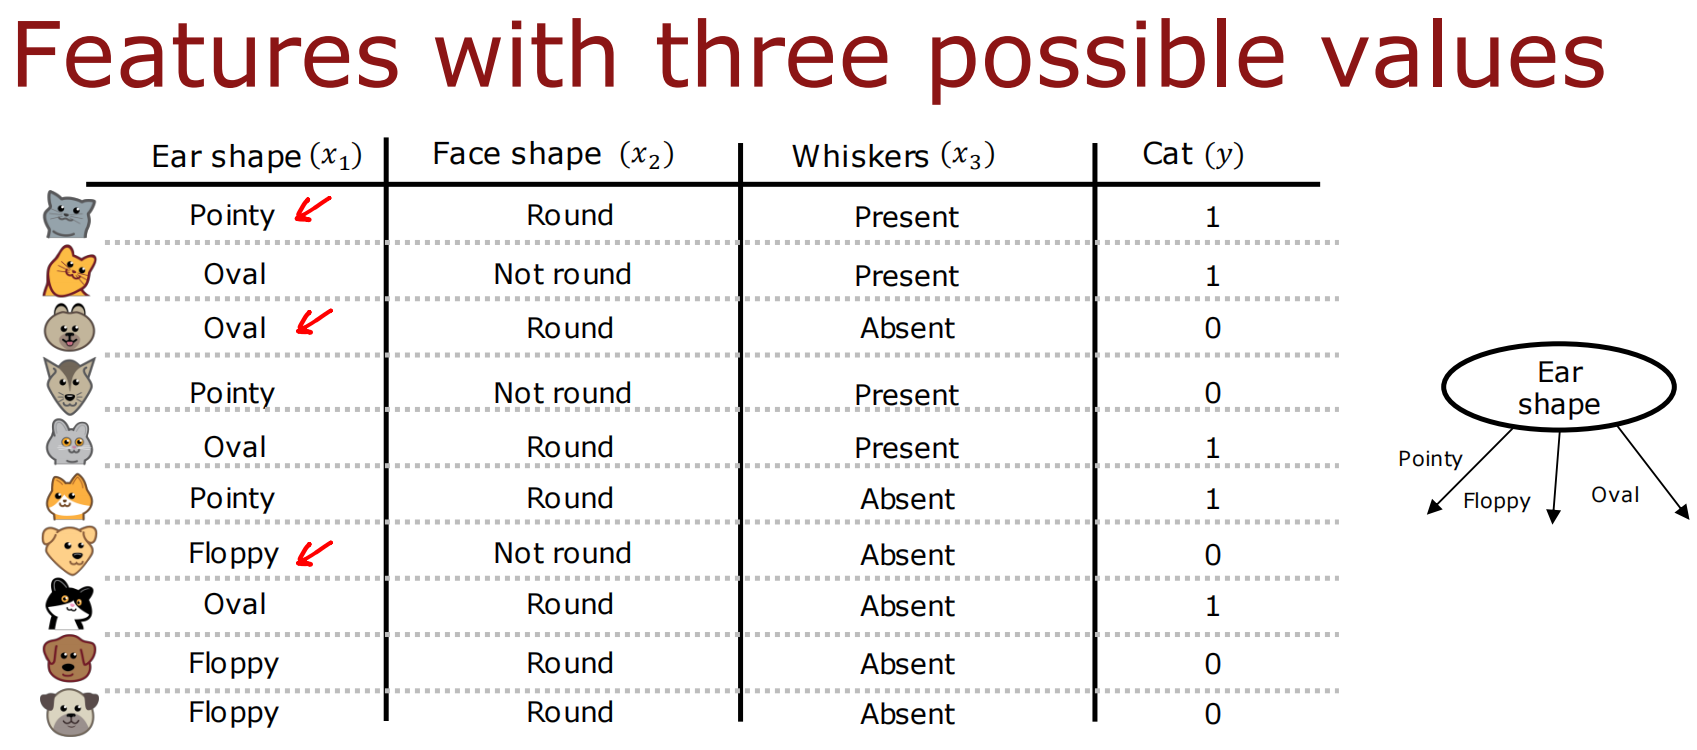 Features with three possible values
Ear shape (x₁) Face shape (x₂) Whiskers (x₃) Cat (y)
Pointy Round Present 1
Oval Not round Present 1
Oval Round Absent 0
Pointy Not round Present 0
Oval Round Present 1
Pointy Round Absent 1
Floppy Not round Absent 0
Oval Round Absent 1
Floppy Round Absent 0
Floppy Round Absent 0
Ear
shape
Pointy
Floppy
Oval